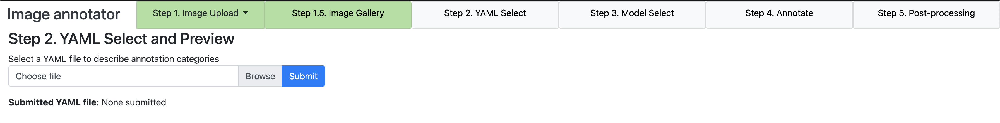 Image annotator
Step 1. Image Upload
Step 1.5. Image Gallery
Step 2. YAML Select
Step 3. Model Select
Step 4. Annotate
Step 5. Post-processing
Step 2. YAML Select and Preview
Select a YAML file to describe annotation categories
Choose file
Browse
Submit
Submitted YAML file: None submitted